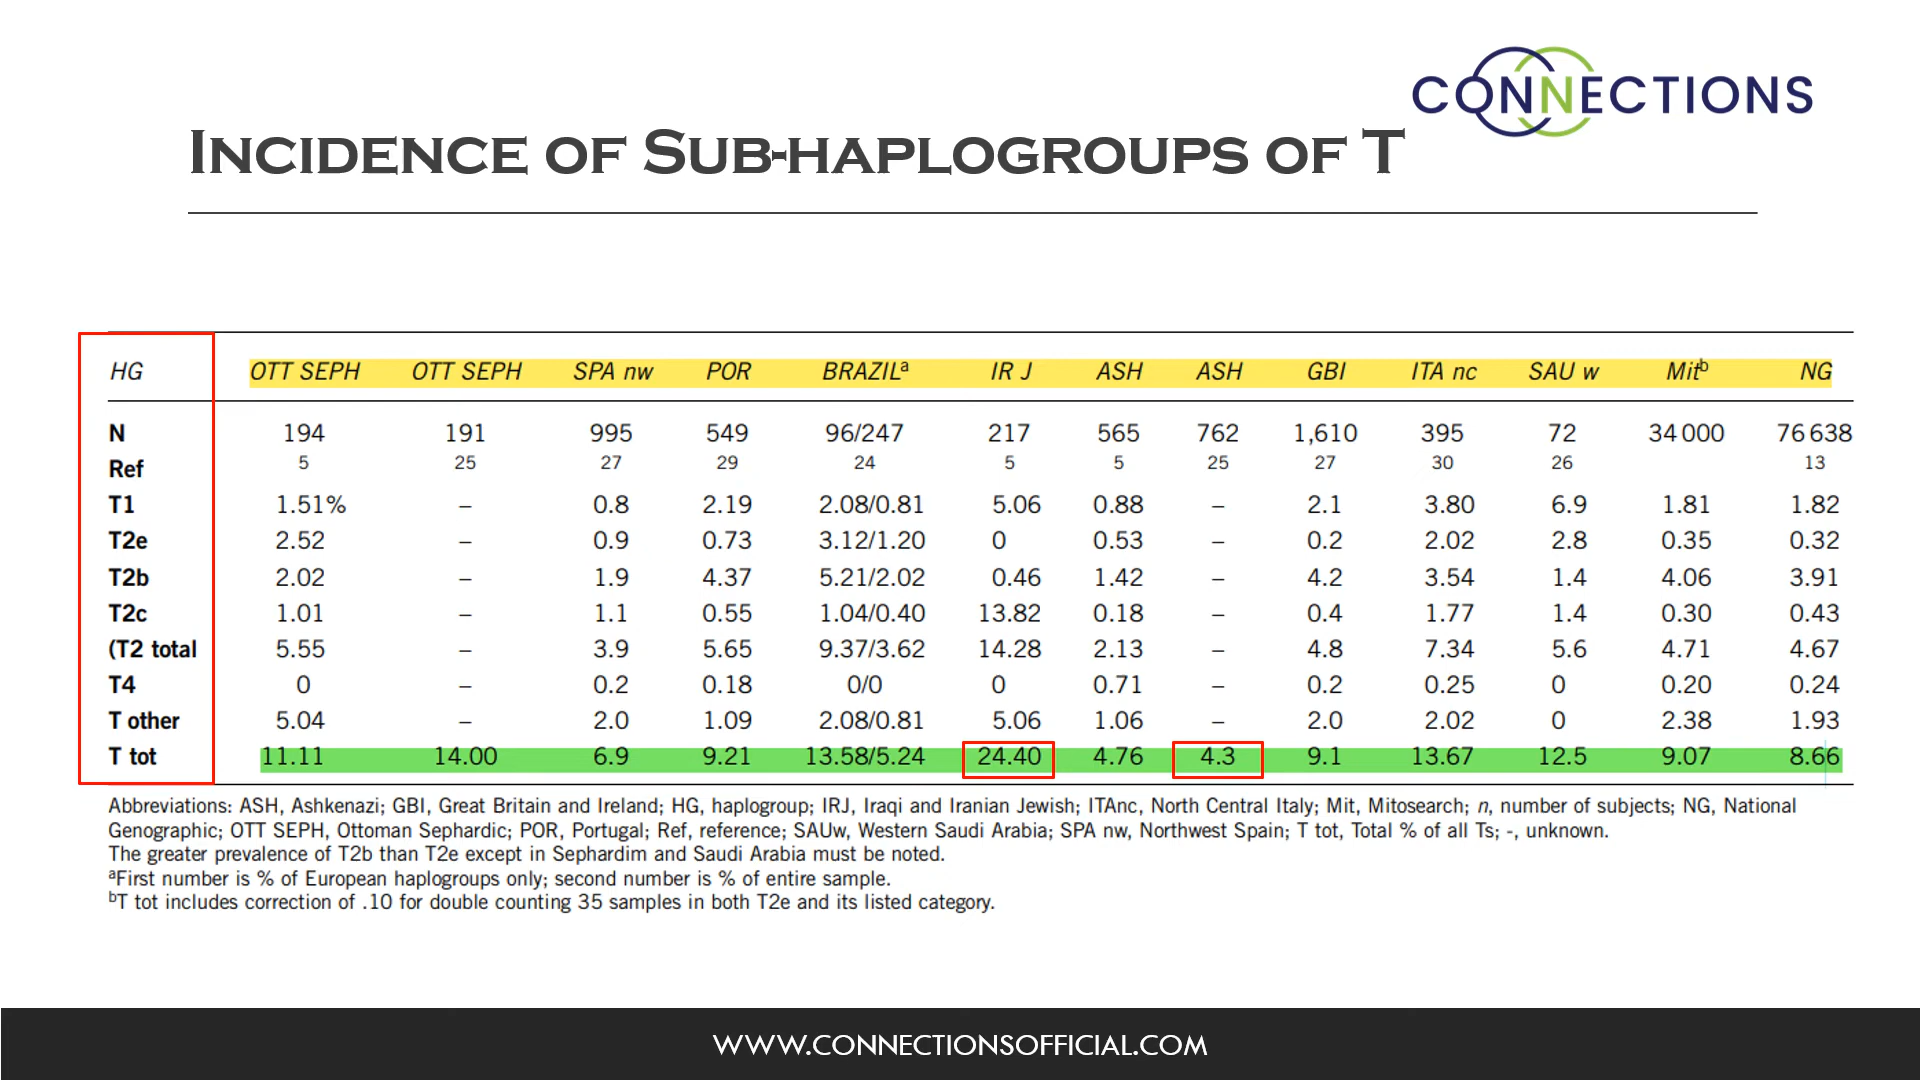 CONNECTIONS
INCIDENCE OF SUB-HAPLOGROUPS OF T
HG OTT SEPH OTT SEPH SPA nw POR BRAZILᵃ IR J ASH ASH GBI ITA nc SAU w Mitᵇ NG
N 194 191 995 549 96/247 217 565 762 1,610 395 72 34 000 76 638
Ref 5 25 27 29 24 5 5 25 27 30 26 13
T1 1.51% – 0.8 2.19 2.08/0.81 5.06 0.88 – 2.1 3.80 6.9 1.81 1.82
T2e 2.52 – 0.9 0.73 3.12/1.20 0 0.53 – 0.2 2.02 2.8 0.35 0.32
T2b 2.02 – 1.9 4.37 5.21/2.02 0.46 1.42 – 4.2 3.54 1.4 4.06 3.91
T2c 1.01 – 1.1 0.55 1.04/0.40 13.82 0.18 – 0.4 1.77 1.4 0.30 0.43
(T2 total 5.55 – 3.9 5.65 9.37/3.62 14.28 2.13 – 4.8 7.34 5.6 4.71 4.67
T4 0 – 0.2 0.18 0/0 0 0.71 – 0.2 0.25 0 0.20 0.24
T other 5.04 – 2.0 1.09 2.08/0.81 5.06 1.06 – 2.0 2.02 0 2.38 1.93
T tot 11.11 14.00 6.9 9.21 13.58/5.24 24.40 4.76 4.3 9.1 13.67 12.5 9.07 8.66
Abbreviations: ASH, Ashkenazi; GBI, Great Britain and Ireland; HG, haplogroup; IRJ, Iraqi and Iranian Jewish; ITAnc, North Central Italy; Mit, Mitosearch; n, number of subjects; NG, National
Genographic; OTT SEPH, Ottoman Sephardic; POR, Portugal; Ref, reference; SAUw, Western Saudi Arabia; SPA nw, Northwest Spain; T tot, Total % of all Ts; -, unknown.
The greater prevalence of T2b than T2e except in Sephardim and Saudi Arabia must be noted.
ᵃFirst number is % of European haplogroups only; second number is % of entire sample.
ᵇT tot includes correction of .10 for double counting 35 samples in both T2e and its listed category.
WWW.CONNECTIONSOFFICIAL.COM